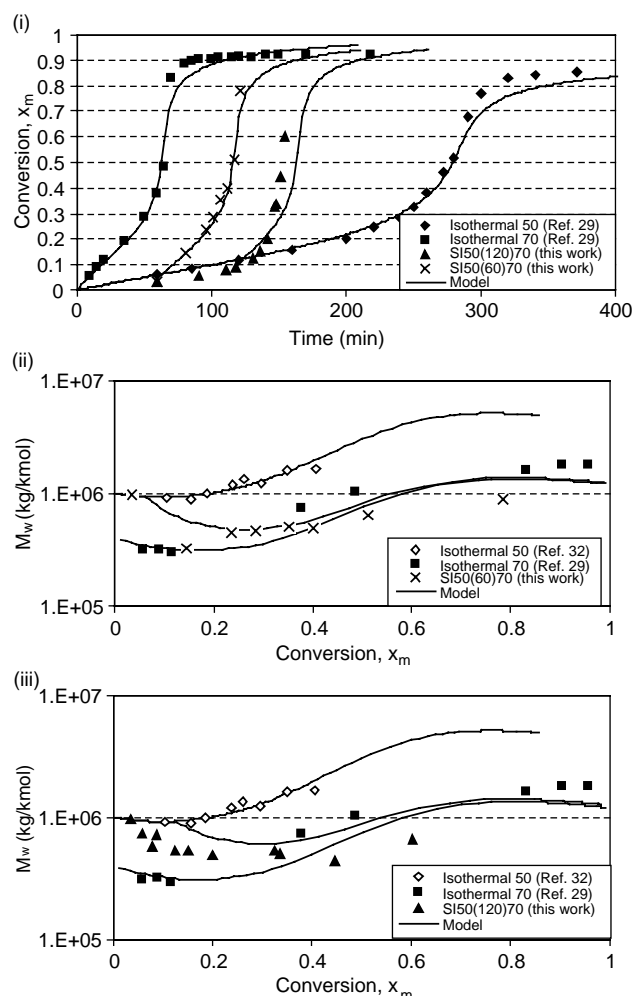 (i)
1
0.9
0.8
0.7
0.6
0.5
0.4
0.3
0.2
0.1
0
Conversion, xm
0 100 200 300 400
Time (min)
Isothermal 50 (Ref. 29)
Isothermal 70 (Ref. 29)
SI50(120)70 (this work)
SI50(60)70 (this work)
Model
(ii)
1.E+07
1.E+06
1.E+05
Mw (kg/kmol)
0 0.2 0.4 0.6 0.8 1
Conversion, xm
Isothermal 50 (Ref. 32)
Isothermal 70 (Ref. 29)
SI50(60)70 (this work)
Model
(iii)
1.E+07
1.E+06
1.E+05
Mw (kg/kmol)
0 0.2 0.4 0.6 0.8 1
Conversion, xm
Isothermal 50 (Ref. 32)
Isothermal 70 (Ref. 29)
SI50(120)70 (this work)
Model